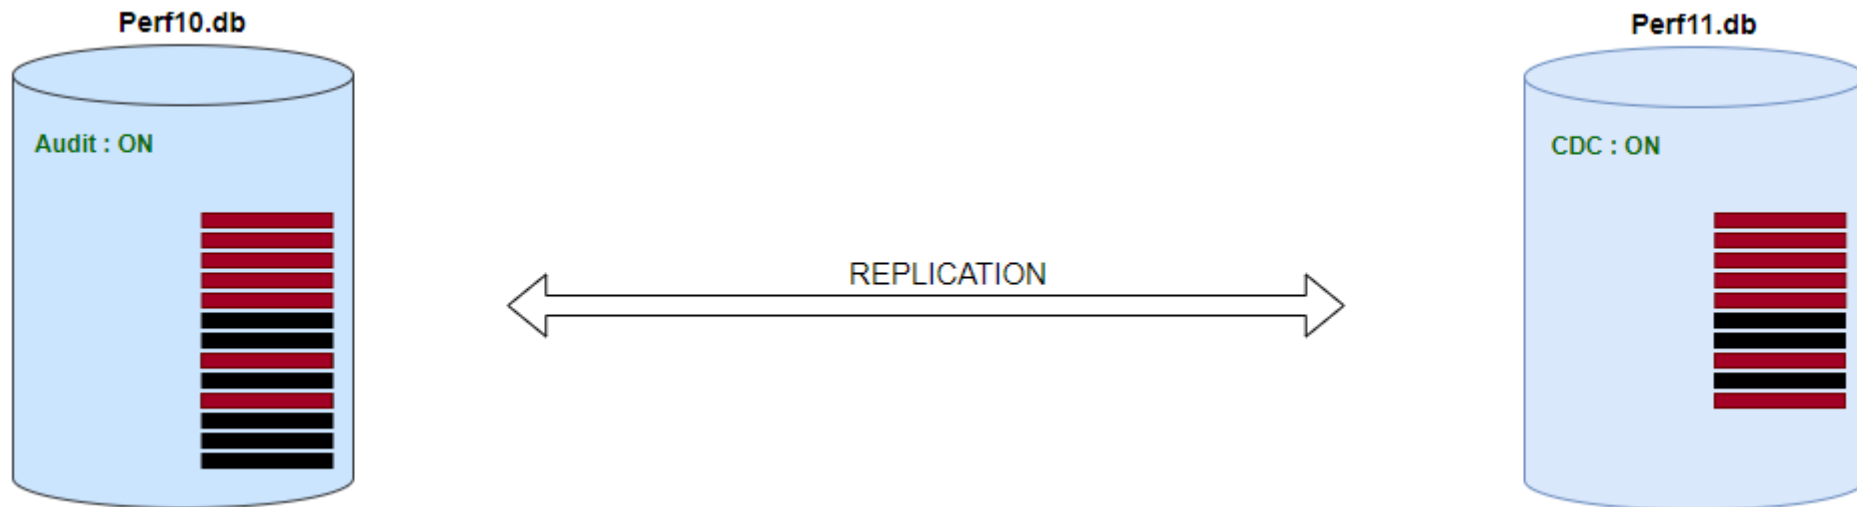 Perf10.db
Perf11.db
Audit : ON
CDC : ON
REPLICATION